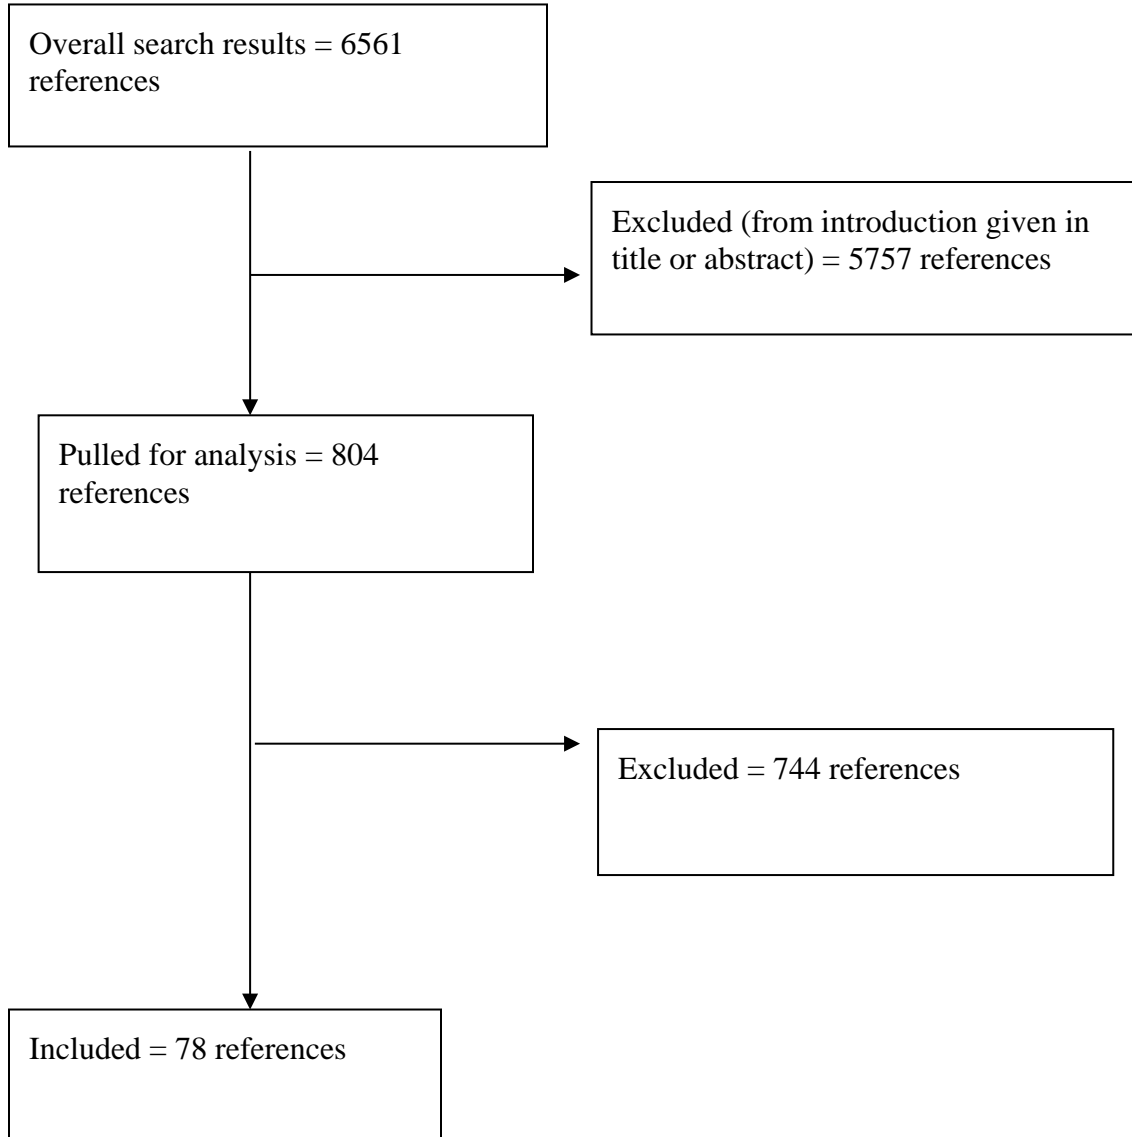 Overall search results = 6561
references
Excluded (from introduction given in
title or abstract) = 5757 references
Pulled for analysis = 804
references
Excluded = 744 references
Included = 78 references